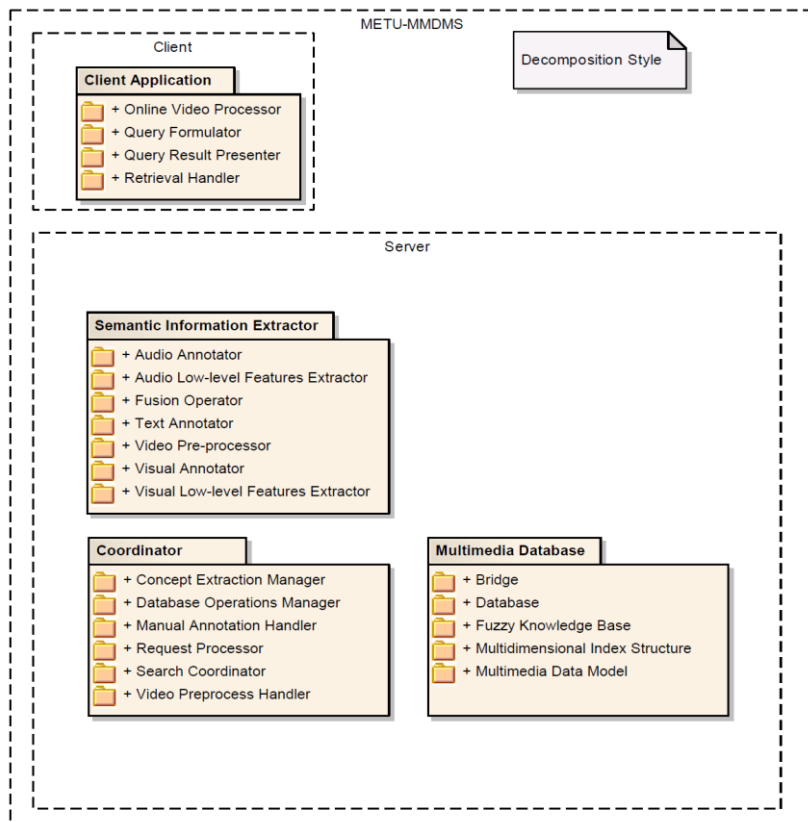 METU-MMDMS
Client
Decomposition Style
Client Application
+ Online Video Processor
+ Query Formulator
+ Query Result Presenter
+ Retrieval Handler
Server
Semantic Information Extractor
+ Audio Annotator
+ Audio Low-level Features Extractor
+ Fusion Operator
+ Text Annotator
+ Video Pre-processor
+ Visual Annotator
+ Visual Low-level Features Extractor
Coordinator
+ Concept Extraction Manager
+ Database Operations Manager
+ Manual Annotation Handler
+ Request Processor
+ Search Coordinator
+ Video Preprocess Handler
Multimedia Database
+ Bridge
+ Database
+ Fuzzy Knowledge Base
+ Multidimensional Index Structure
+ Multimedia Data Model